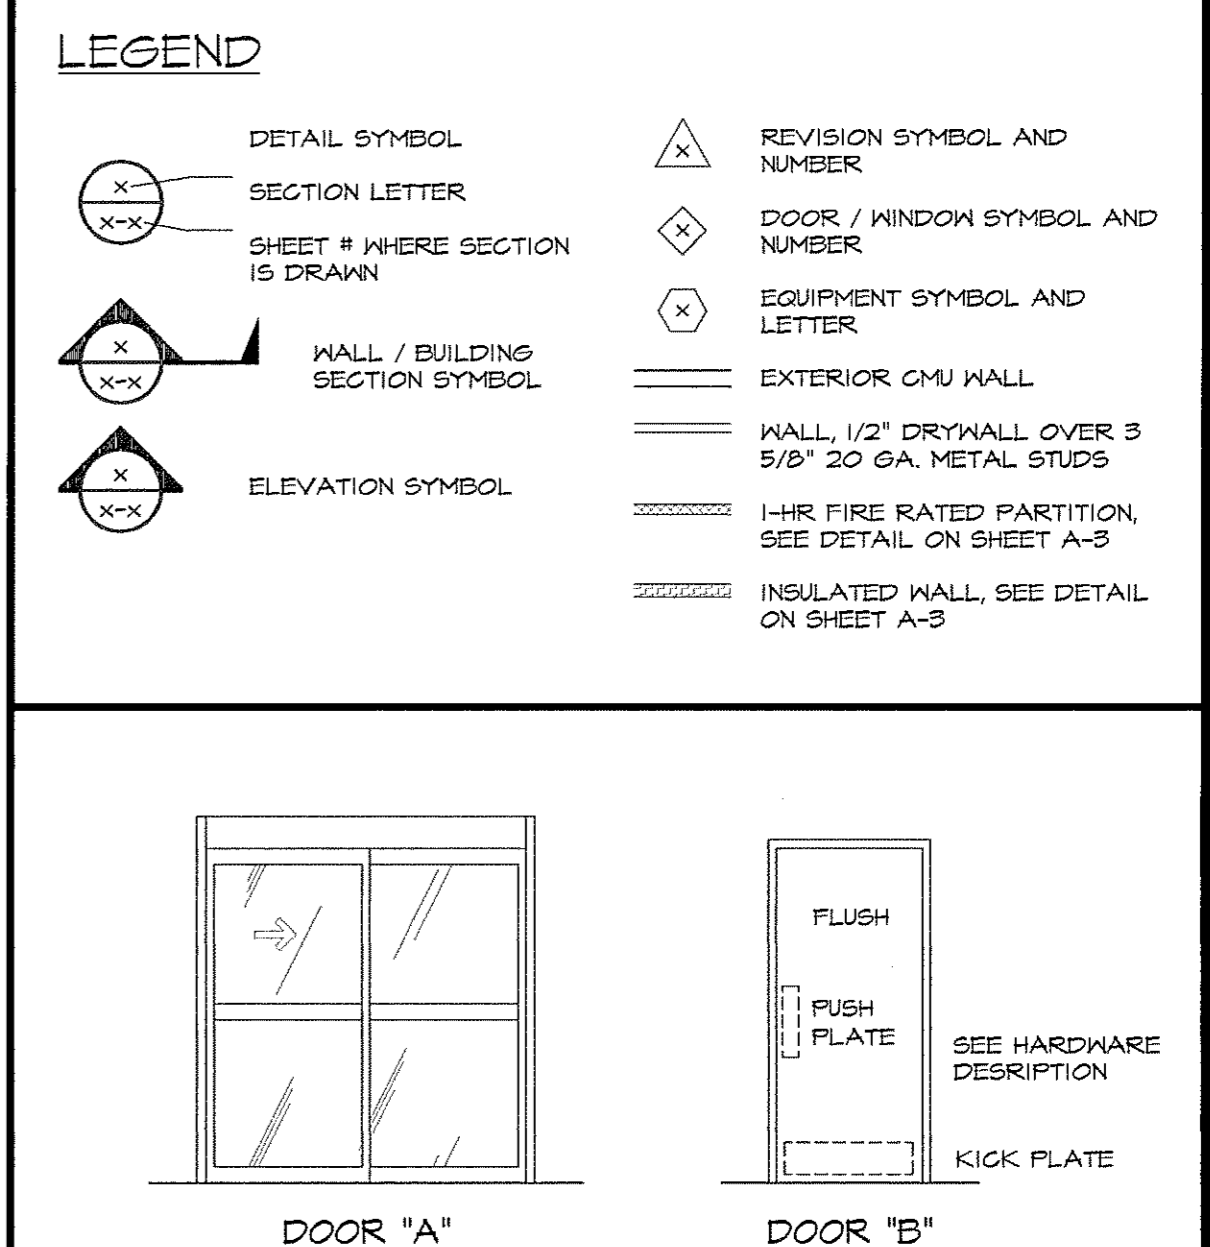 LEGEND
DETAIL SYMBOL
X
SECTION LETTER
X-X
SHEET # WHERE SECTION
IS DRAWN
X
X-X
WALL / BUILDING
SECTION SYMBOL
X
X-X
ELEVATION SYMBOL
X
REVISION SYMBOL AND
NUMBER
X
DOOR / WINDOW SYMBOL AND
NUMBER
X
EQUIPMENT SYMBOL AND
LETTER
EXTERIOR CMU WALL
WALL, 1/2" DRYWALL OVER 3
5/8" 20 GA. METAL STUDS
1-HR FIRE RATED PARTITION,
SEE DETAIL ON SHEET A-3
INSULATED WALL, SEE DETAIL
ON SHEET A-3
DOOR "A"
FLUSH
PUSH
PLATE
SEE HARDWARE
DESRIPTION
KICK PLATE
DOOR "B"